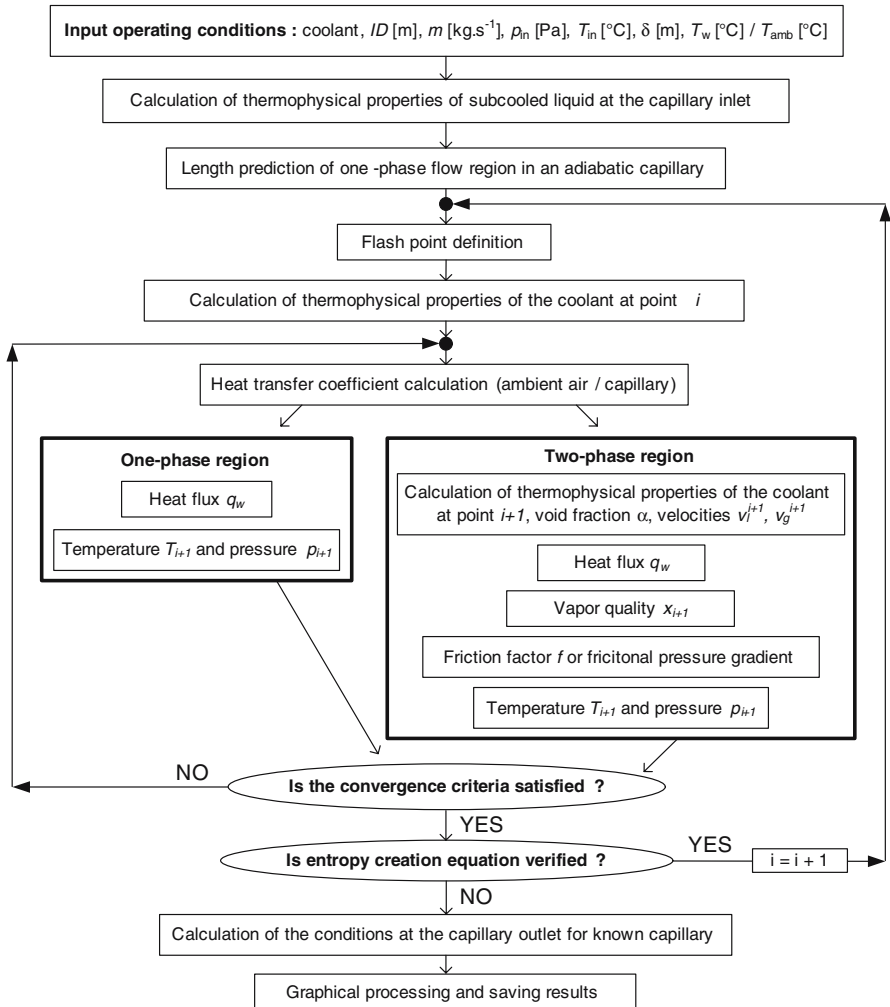 Input operating conditions : coolant, ID [m], m [kg.s⁻¹], pin [Pa], Tin [°C], δ [m], Tw [°C] / Tamb [°C]
Calculation of thermophysical properties of subcooled liquid at the capillary inlet
Length prediction of one -phase flow region in an adiabatic capillary
Flash point definition
Calculation of thermophysical properties of the coolant at point i
Heat transfer coefficient calculation (ambient air / capillary)
One-phase region
Heat flux qw
Temperature Ti+1 and pressure pi+1
Two-phase region
Calculation of thermophysical properties of the coolant
at point i+1, void fraction α, velocities vl^i+1, vg^i+1
Heat flux qw
Vapor quality xi+1
Friction factor f or fricitonal pressure gradient
Temperature Ti+1 and pressure pi+1
NO
Is the convergence criteria satisfied ?
YES
Is entropy creation equation verified ?
YES
i = i + 1
NO
Calculation of the conditions at the capillary outlet for known capillary
Graphical processing and saving results